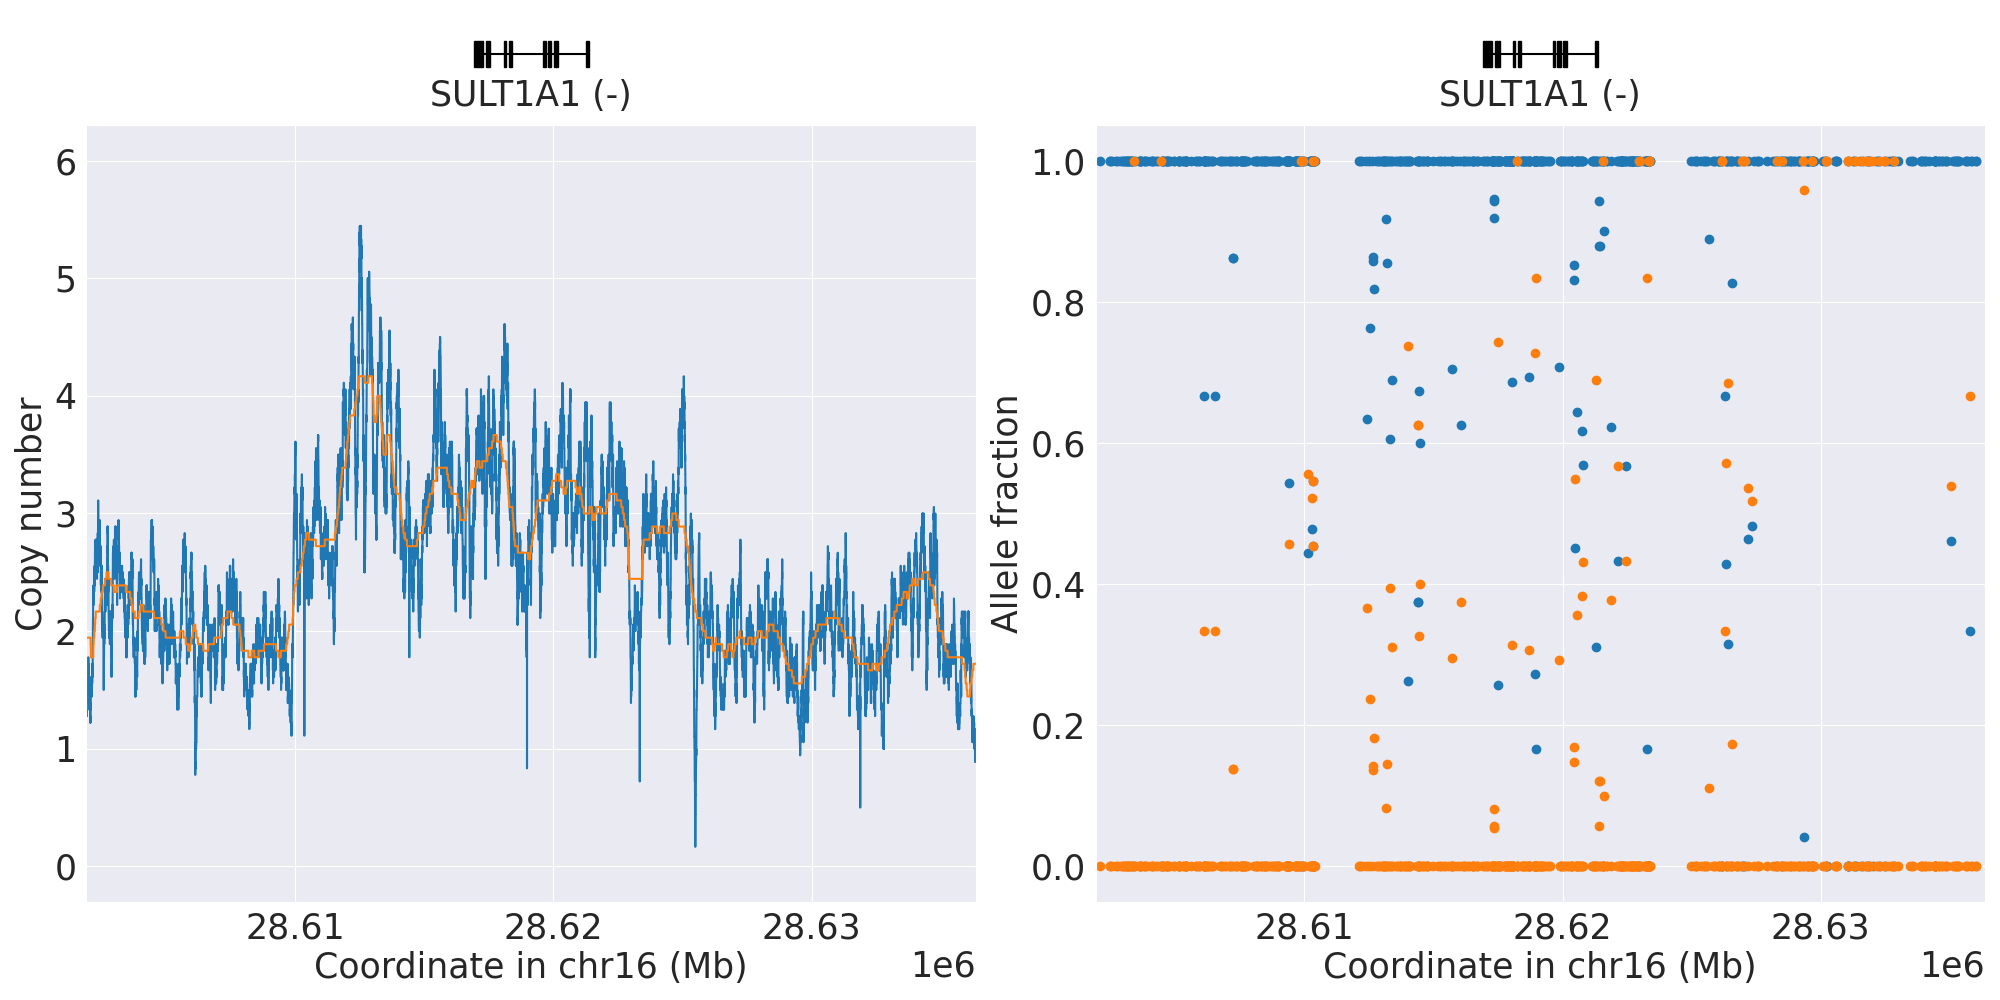 SULT1A1 (-)
6
5
4
3
2
1
0
Copy number
28.61
28.62
28.63
Coordinate in chr16 (Mb)
1e6
SULT1A1 (-)
1.0
0.8
0.6
0.4
0.2
0.0
Allele fraction
28.61
28.62
28.63
Coordinate in chr16 (Mb)
1e6